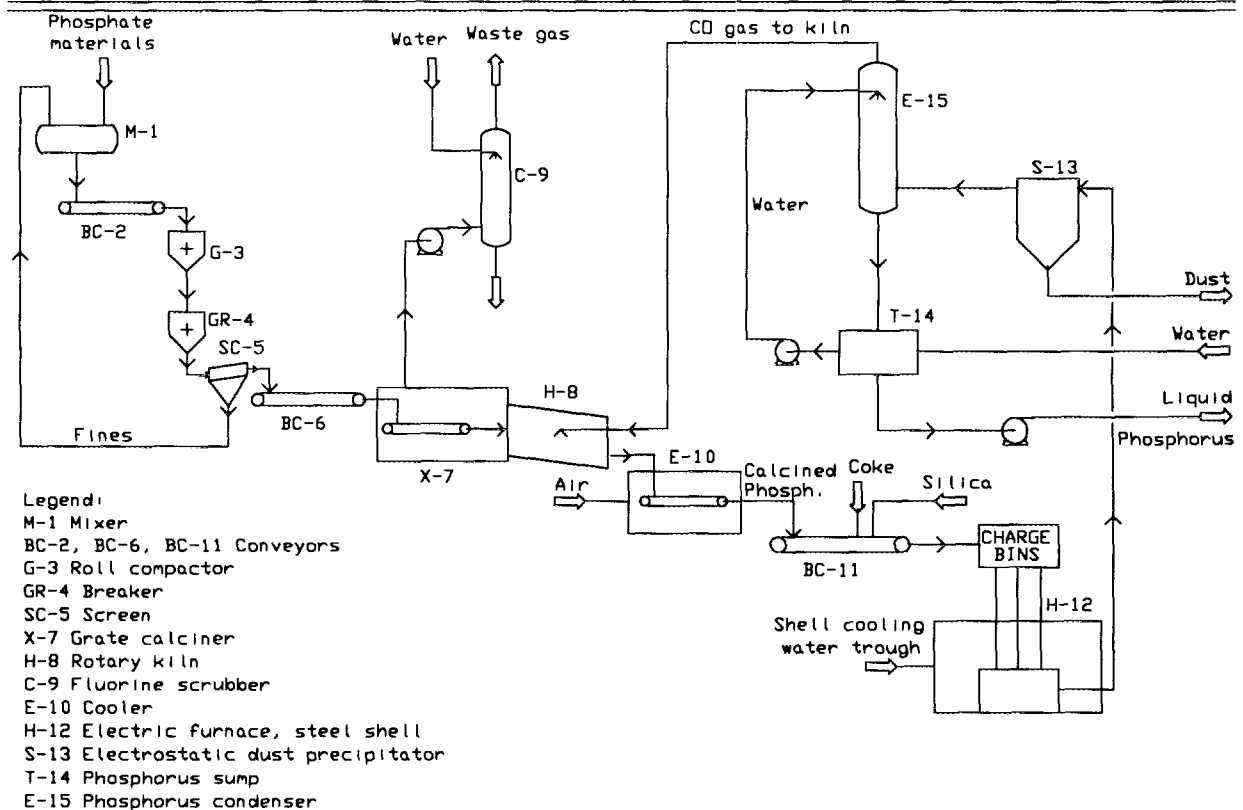 Phosphate
materials
Water
Waste gas
CO gas to kiln
M-1
E-15
C-9
S-13
BC-2
Water
G-3
Dust
GR-4
T-14
SC-5
Water
H-8
Liquid
BC-6
Phosphorus
Fines
X-7
E-10
Air
Calcined
Phosph.
Coke
Silica
CHARGE
BINS
BC-11
H-12
Shell cooling
water trough
Legend:
M-1 Mixer
BC-2, BC-6, BC-11 Conveyors
G-3 Roll compactor
GR-4 Breaker
SC-5 Screen
X-7 Grate calciner
H-8 Rotary kiln
C-9 Fluorine scrubber
E-10 Cooler
H-12 Electric furnace, steel shell
S-13 Electrostatic dust precipitator
T-14 Phosphorus sump
E-15 Phosphorus condenser